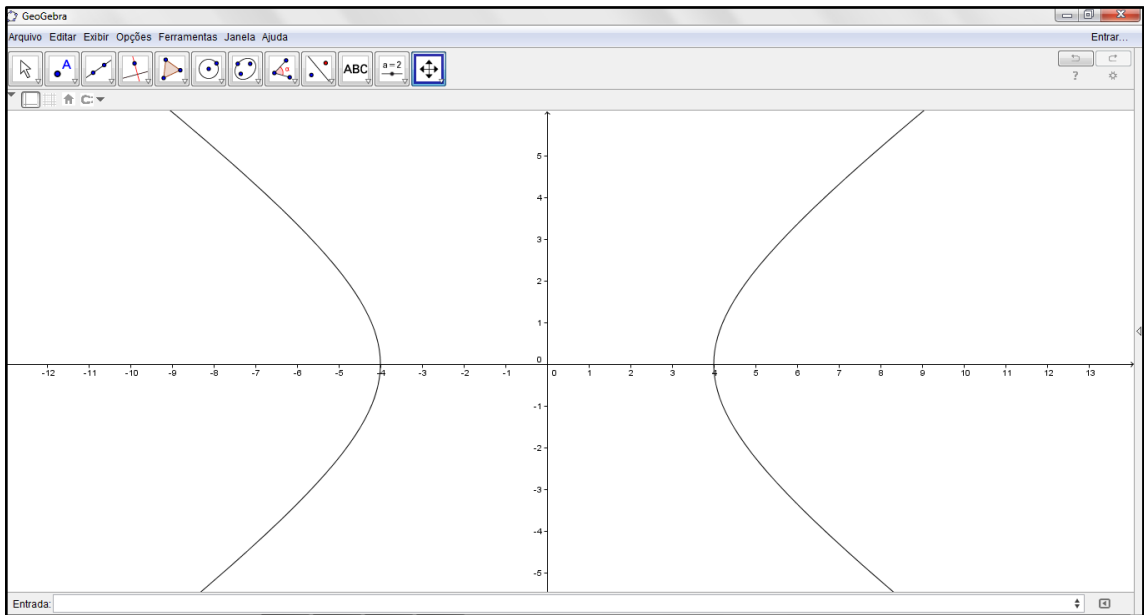 GeoGebra
Arquivo Editar Exibir Opções Ferramentas Janela Ajuda
Entrar...
A
α
ABC
a=2
?
5
4
3
2
1
0
-12 -11 -10 -9 -8 -7 -6 -5 -4 -3 -2 -1 0 1 2 3 4 5 6 7 8 9 10 11 12 13
-1
-2
-3
-4
-5
Entrada: